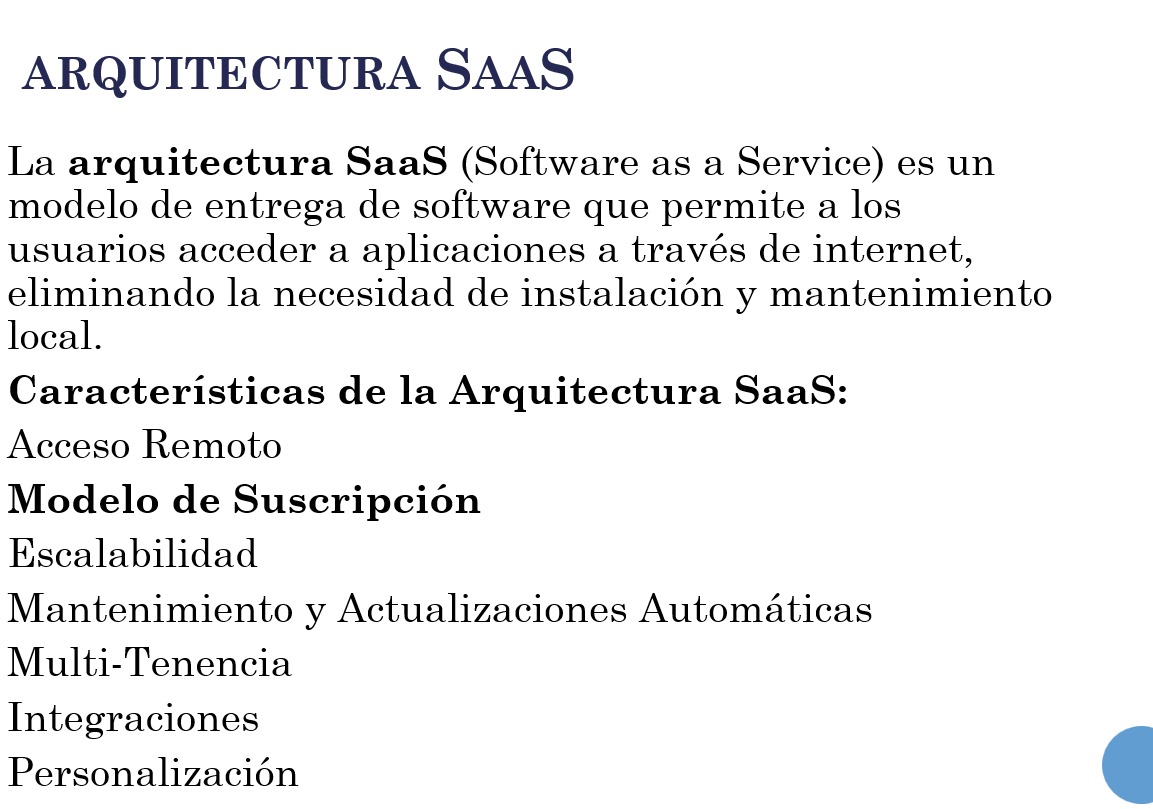 ARQUITECTURA SAAS
La arquitectura SaaS (Software as a Service) es un
modelo de entrega de software que permite a los
usuarios acceder a aplicaciones a través de internet,
eliminando la necesidad de instalación y mantenimiento
local.
Características de la Arquitectura SaaS:
Acceso Remoto
Modelo de Suscripción
Escalabilidad
Mantenimiento y Actualizaciones Automáticas
Multi-Tenencia
Integraciones
Personalización